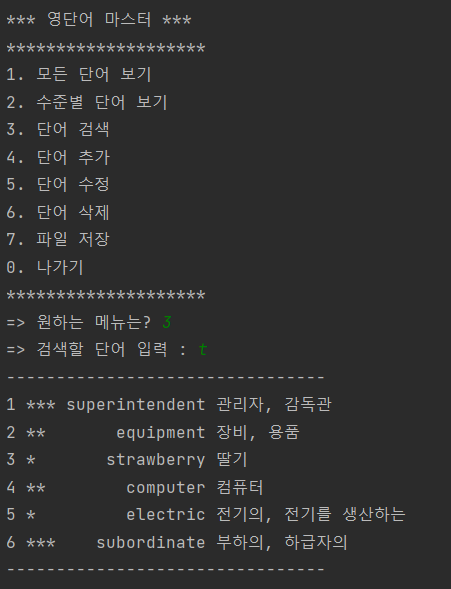 *** 영단어 마스터 ***
********************
1. 모든 단어 보기
2. 수준별 단어 보기
3. 단어 검색
4. 단어 추가
5. 단어 수정
6. 단어 삭제
7. 파일 저장
0. 나가기
********************
=> 원하는 메뉴는? 3
=> 검색할 단어 입력 : t
--------------------------------
1 *** superintendent 관리자, 감독관
2 **       equipment 장비, 용품
3 *       strawberry 딸기
4 **        computer 컴퓨터
5 *         electric 전기의, 전기를 생산하는
6 ***    subordinate 부하의, 하급자의
--------------------------------